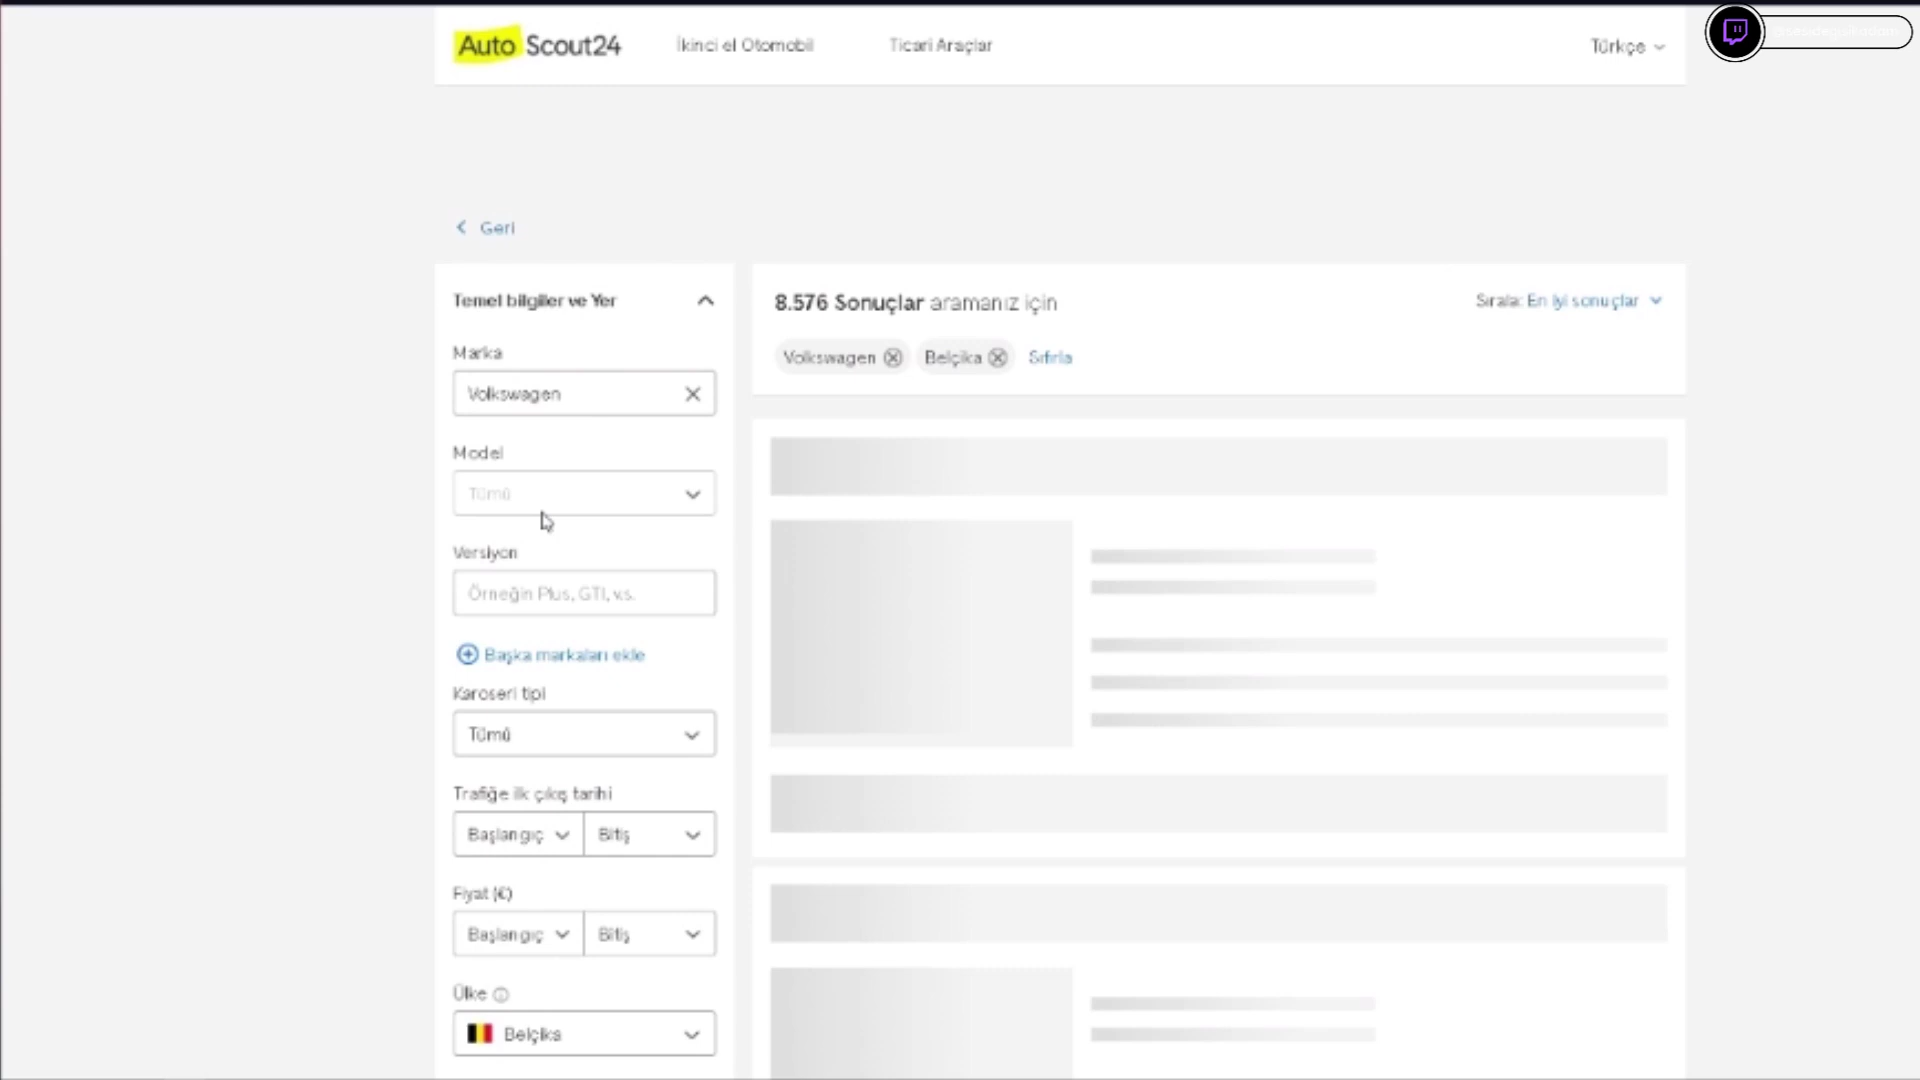 Auto Scout24
İkinci el Otomobil
Ticari Araçlar
Türkçe
Geri
Temel bilgiler ve Yer
Marka
Volkswagen
Model
Tümü
Versiyon
Örneğin Plus, GTI, v.s.
Başka markaları ekle
Karoseri tipi
Tümü
Trafiğe ilk çıkış tarihi
Başlangıç Bitiş
Fiyat (€)
Başlangıç Bitiş
Ülke
Belçika
8.576 Sonuçlar aramanız için
Sırala: En iyi sonuçlar
Volkswagen Belçika Sıfırla